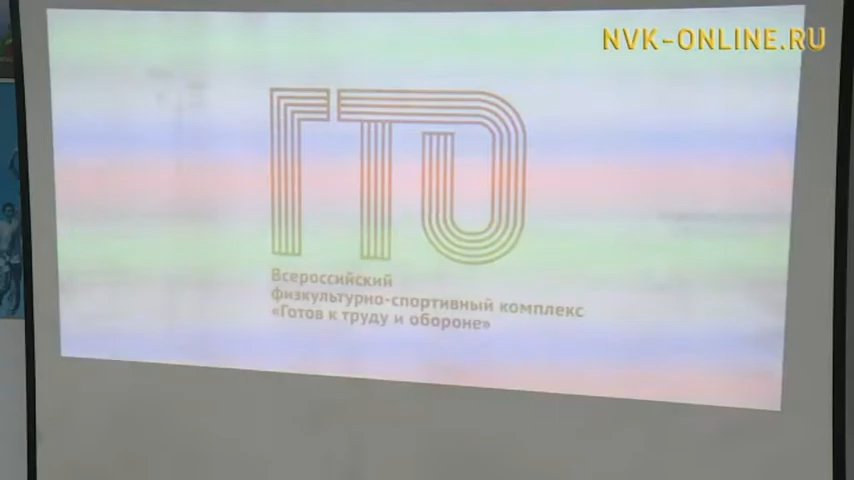 NVK-ONLINE.RU
ГТО
Всероссийский
физкультурно-спортивный комплекс
«Готов к труду и обороне»